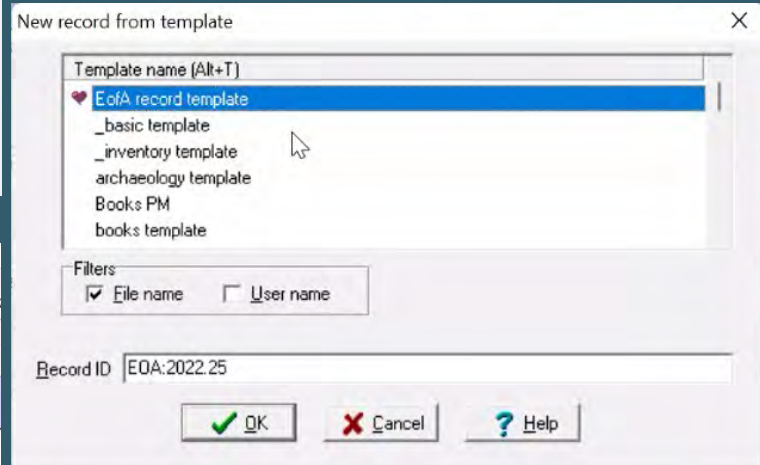 New record from template
Template name (Alt+T)
EofA record template
_basic template
_inventory template
archaeology template
Books PM
books template
Filters
File name User name
Record ID EOA:2022.25
OK Cancel Help